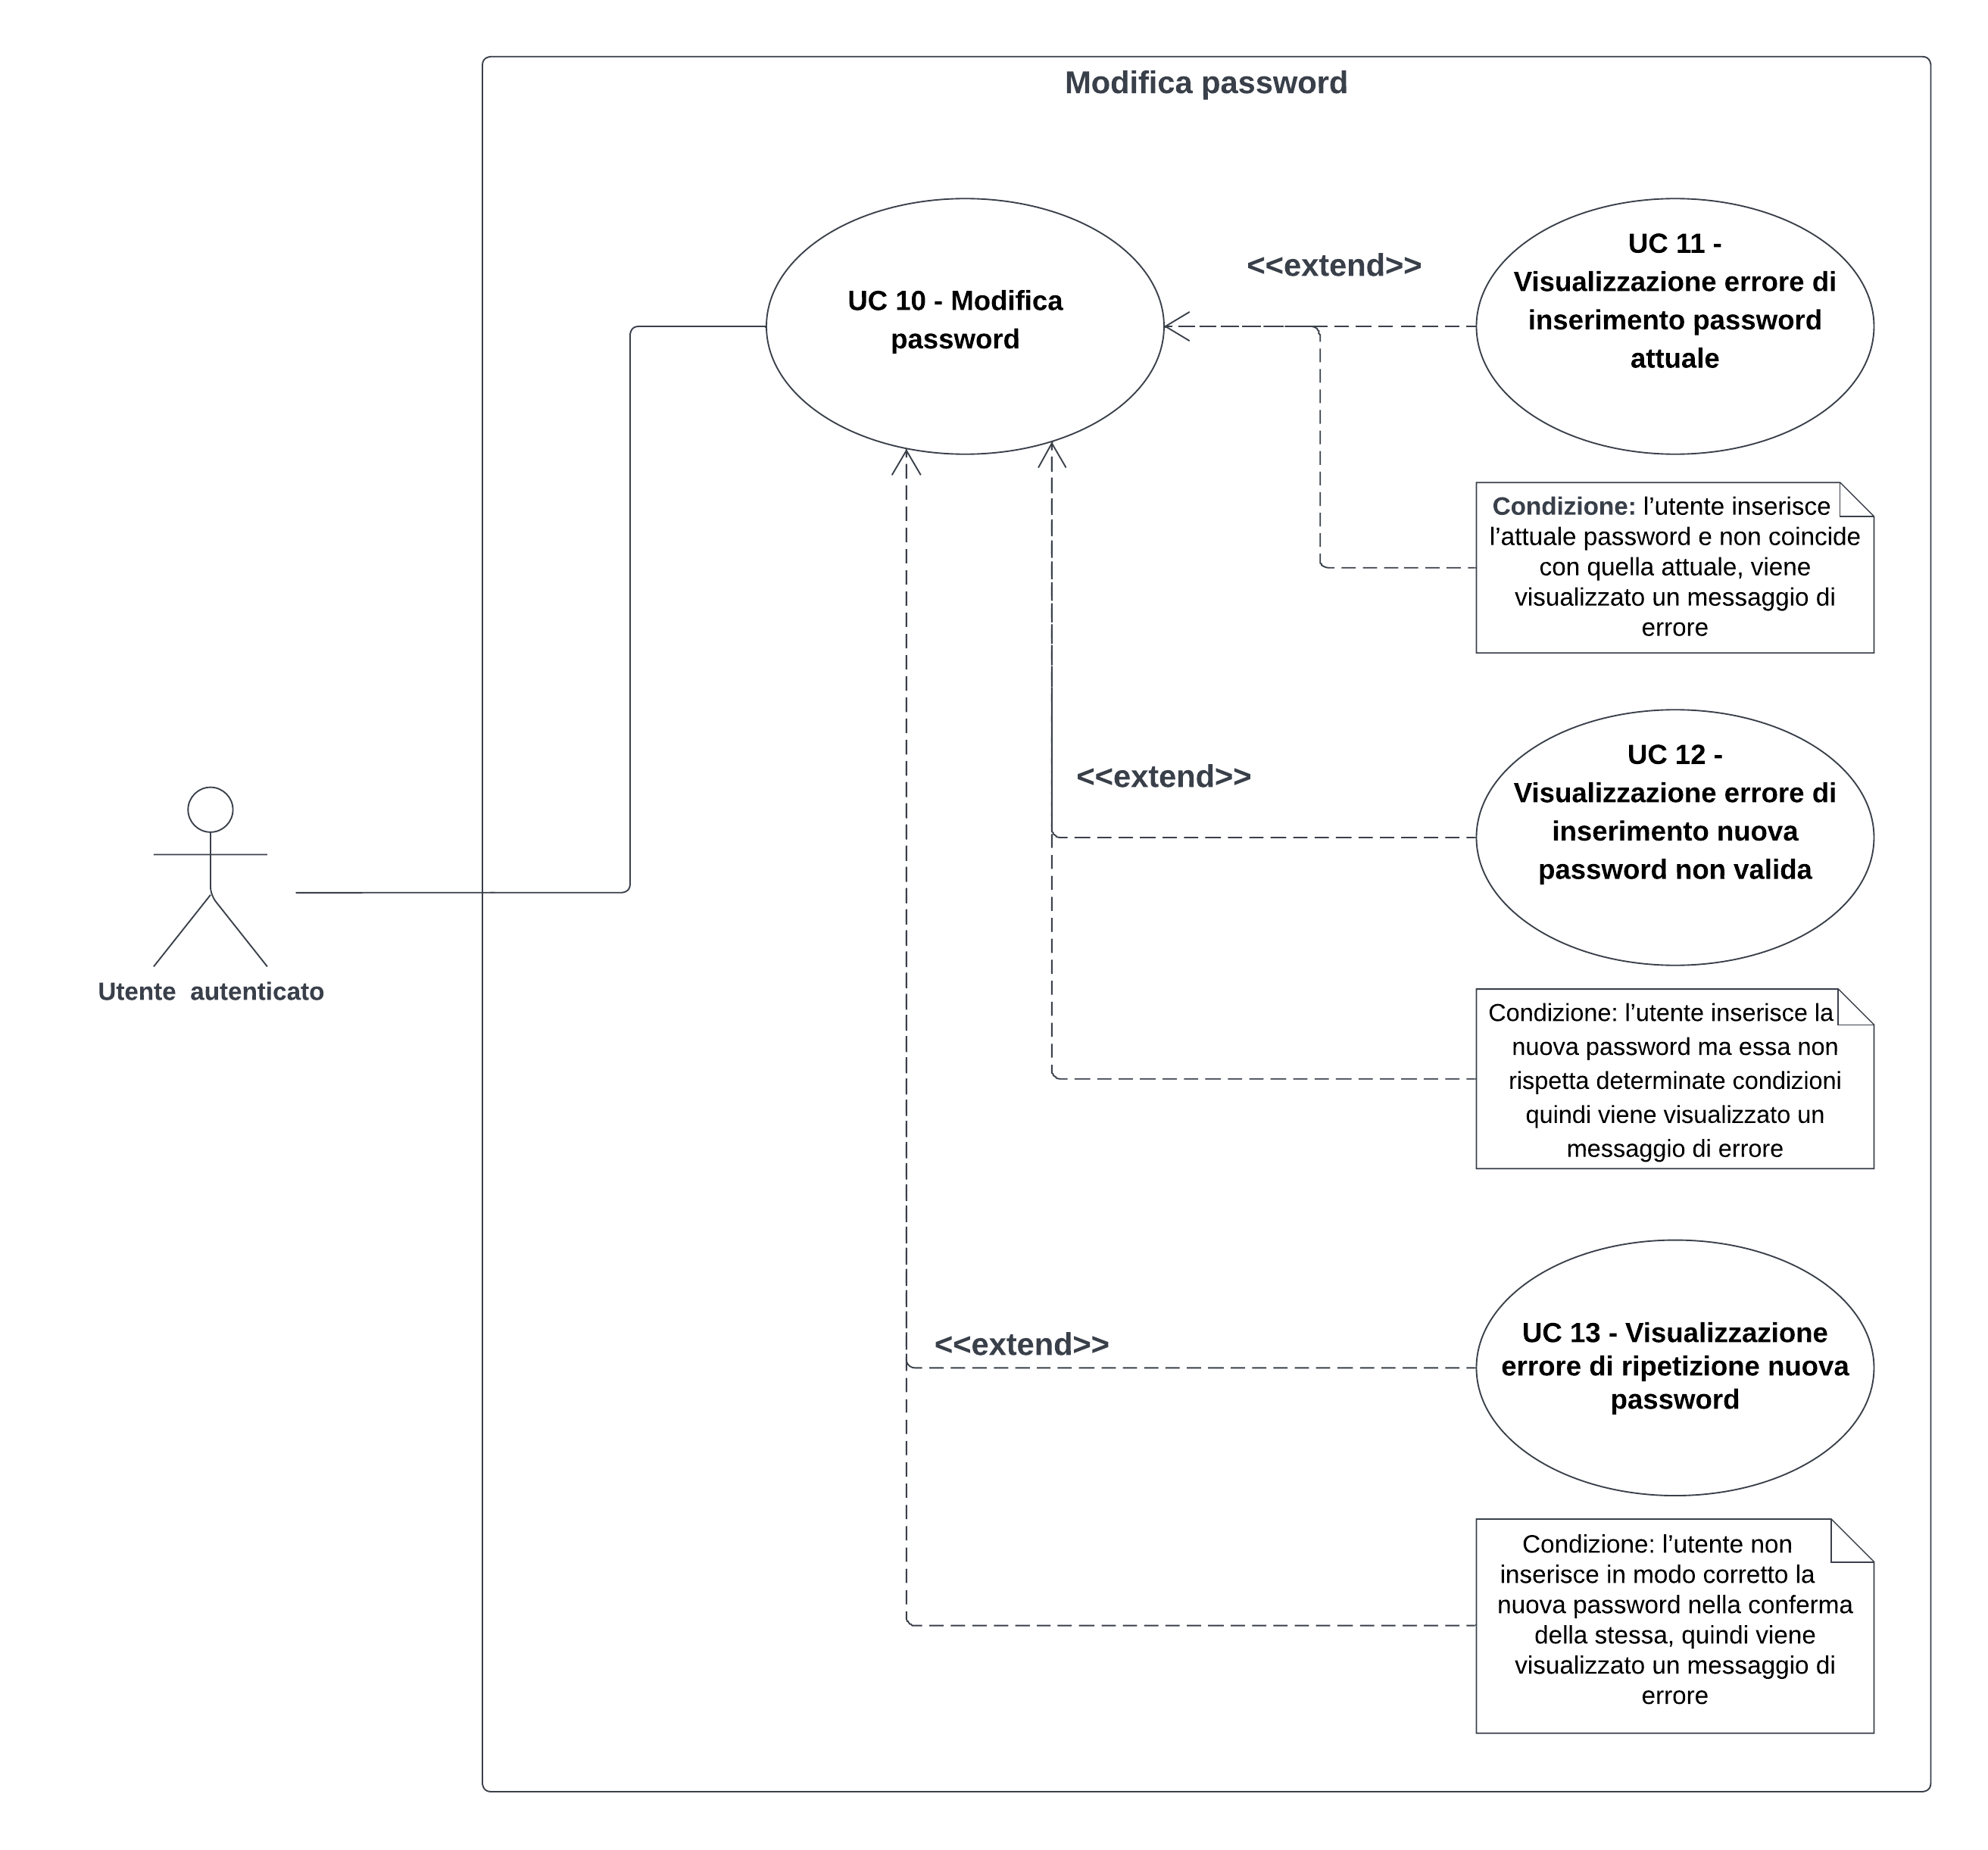 Modifica password
UC 10 - Modifica
password
<<extend>>
UC 11 -
Visualizzazione errore di
inserimento password
attuale
Condizione: l’utente inserisce
l’attuale password e non coincide
con quella attuale, viene
visualizzato un messaggio di
errore
<<extend>>
UC 12 -
Visualizzazione errore di
inserimento nuova
password non valida
Utente  autenticato
Condizione: l’utente inserisce la
nuova password ma essa non
rispetta determinate condizioni
quindi viene visualizzato un
messaggio di errore
<<extend>>
UC 13 - Visualizzazione
errore di ripetizione nuova
password
Condizione: l’utente non
inserisce in modo corretto la
nuova password nella conferma
della stessa, quindi viene
visualizzato un messaggio di
errore